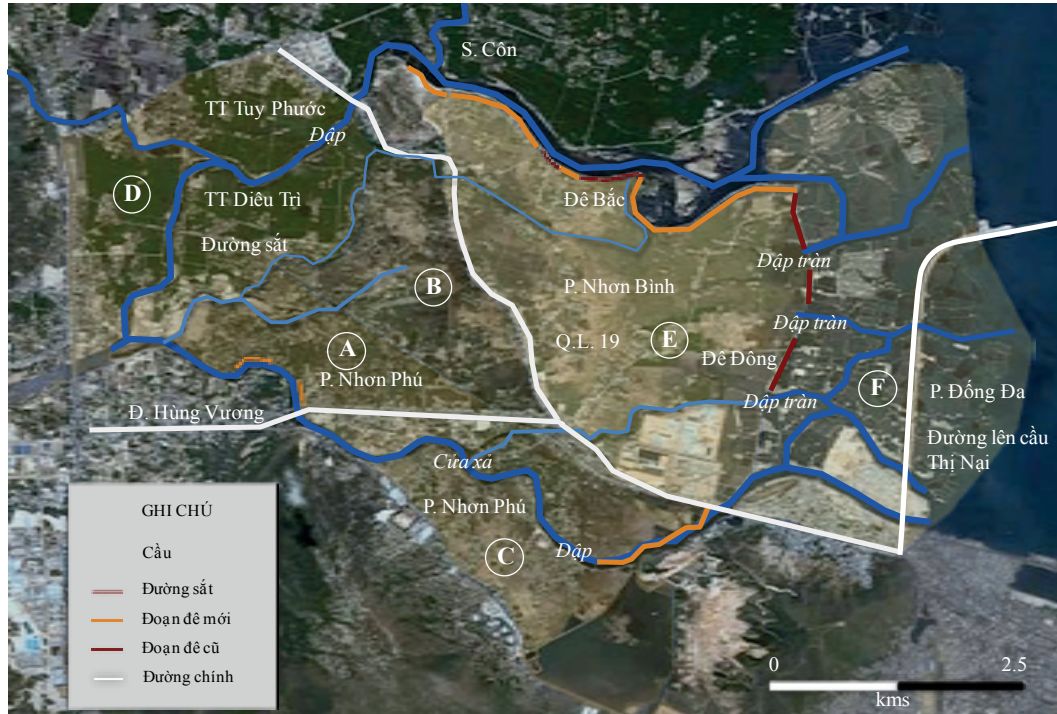 S. Côn
TT Tuy Phước
Đập
D
TT Diêu Trì
Đê Bắc
Đường sắt
Đập tràn
B
P. Nhơn Bình
Đập tràn
Q.L. 19
E
Đê Đông
A
P. Nhơn Phú
F
P. Đống Đa
Đập tràn
Đ. Hùng Vương
Đường lên cầu
Thị Nại
Cửa xả
P. Nhơn Phú
Đập
C
GHI CHÚ
Cầu
Đường sắt
Đoạn đê mới
Đoạn đê cũ
Đường chính
0
2.5
kms